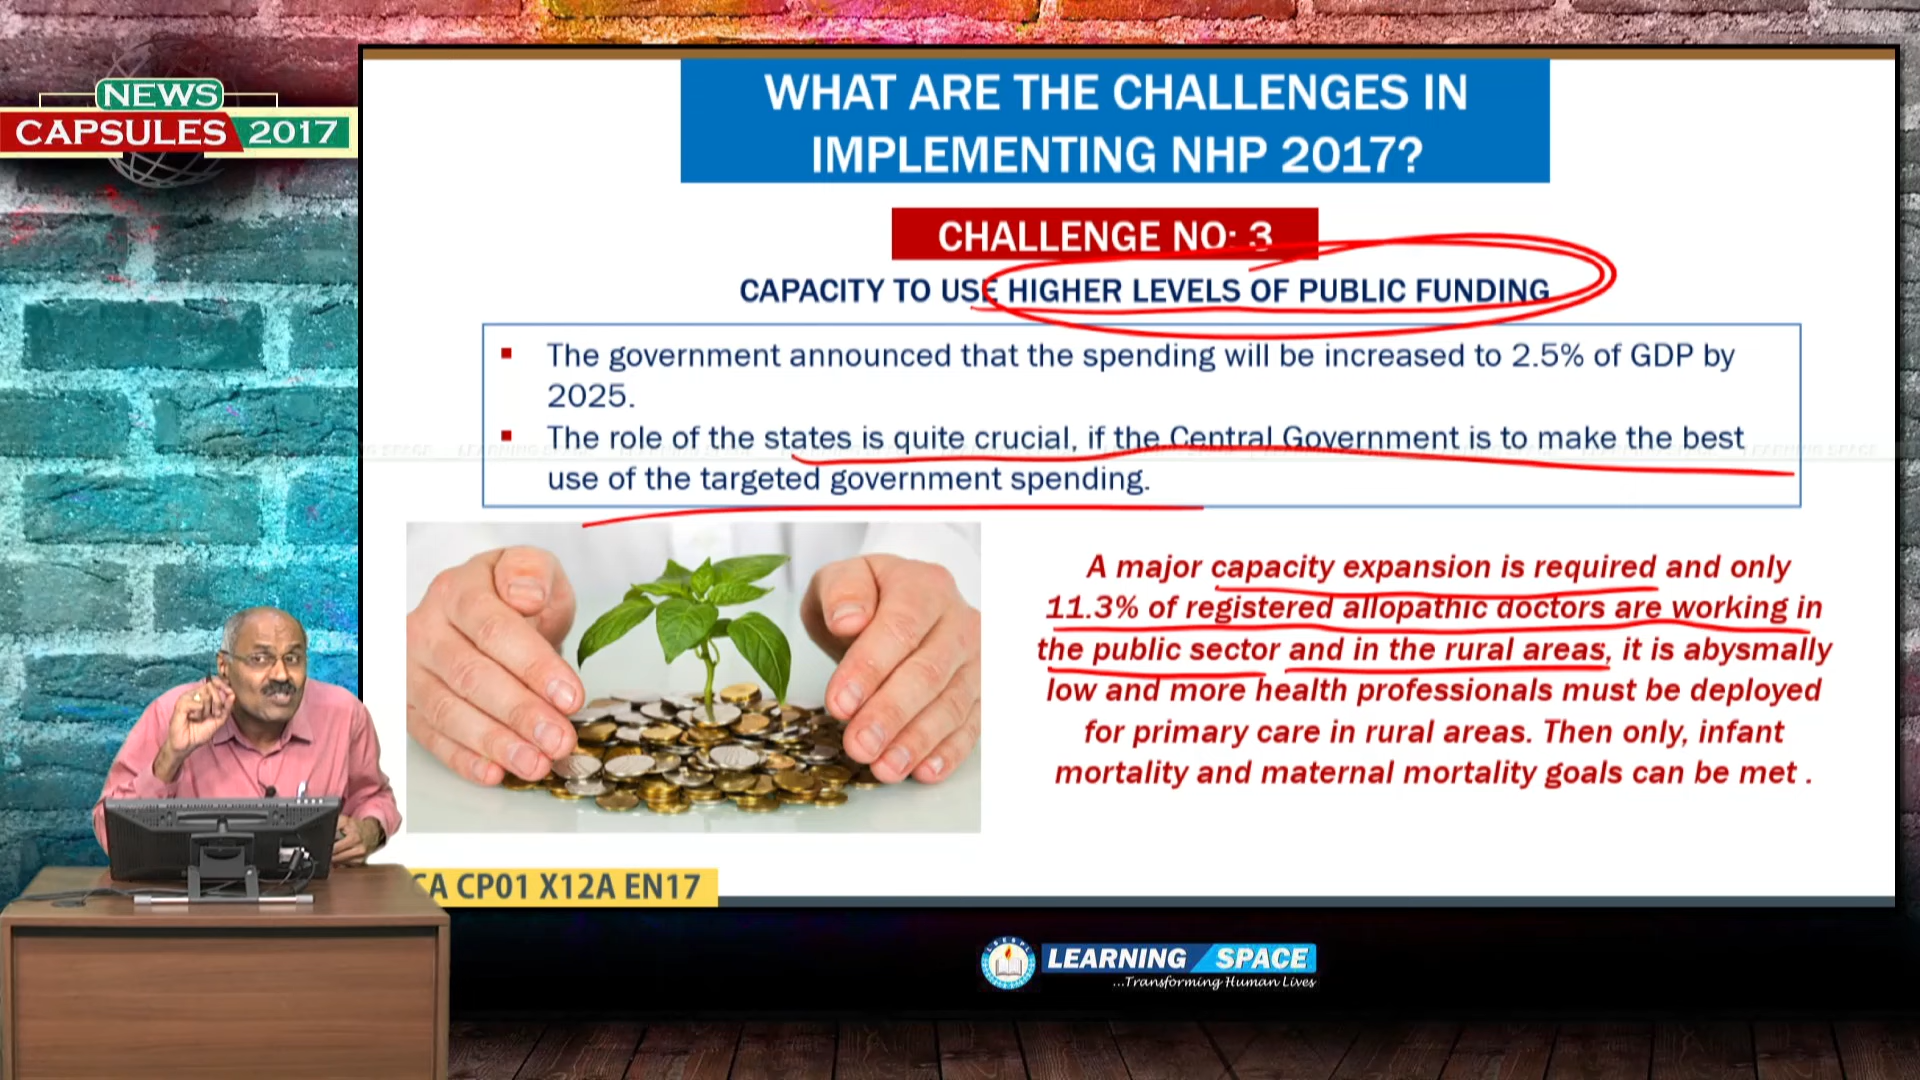 NEWS
CAPSULES 2017
WHAT ARE THE CHALLENGES IN
IMPLEMENTING NHP 2017?
CHALLENGE NO: 3
CAPACITY TO USE HIGHER LEVELS OF PUBLIC FUNDING
▪ The government announced that the spending will be increased to 2.5% of GDP by
2025.
▪ The role of the states is quite crucial, if the Central Government is to make the best
use of the targeted government spending.
A major capacity expansion is required and only
11.3% of registered allopathic doctors are working in
the public sector and in the rural areas, it is abysmally
low and more health professionals must be deployed
for primary care in rural areas. Then only, infant
mortality and maternal mortality goals can be met .
CA CP01 X12A EN17
LEARNING SPACE
...Transforming Human Lives